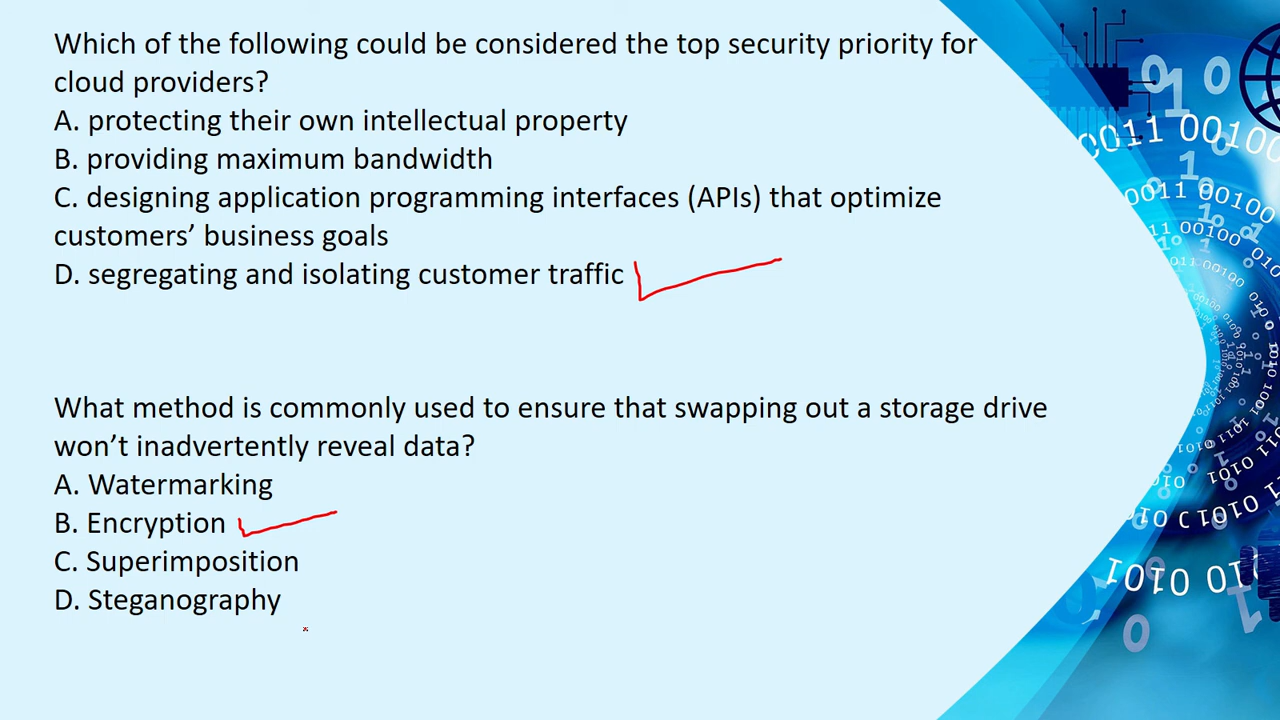 Which of the following could be considered the top security priority for
cloud providers?
A. protecting their own intellectual property
B. providing maximum bandwidth
C. designing application programming interfaces (APIs) that optimize
customers’ business goals
D. segregating and isolating customer traffic
What method is commonly used to ensure that swapping out a storage drive
won’t inadvertently reveal data?
A. Watermarking
B. Encryption
C. Superimposition
D. Steganography